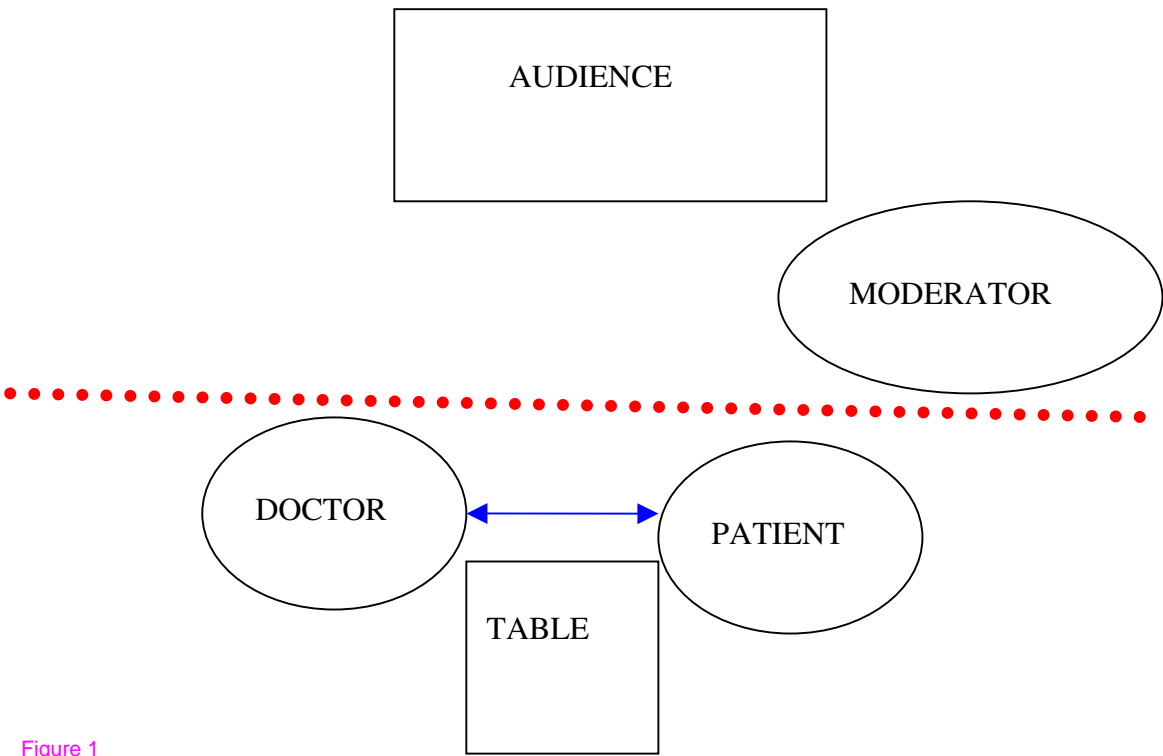 AUDIENCE
MODERATOR
DOCTOR
PATIENT
TABLE
Figure 1